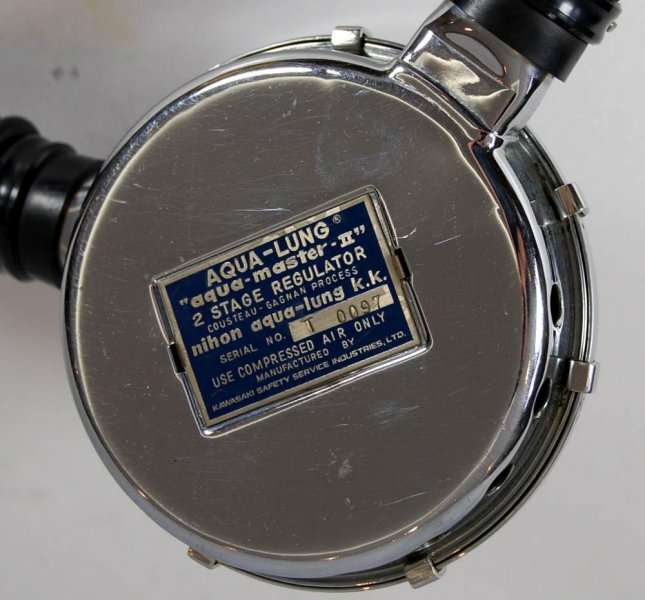 AQUA-LUNG®
"aqua-master-II"
2 STAGE REGULATOR
COUSTEAU-GAGNAN PROCESS
nihon aqua-lung k.k.
SERIAL NO. T 0097
USE COMPRESSED AIR ONLY
MANUFACTURED BY
KAWASAKI SAFETY SERVICE INDUSTRIES, LTD.